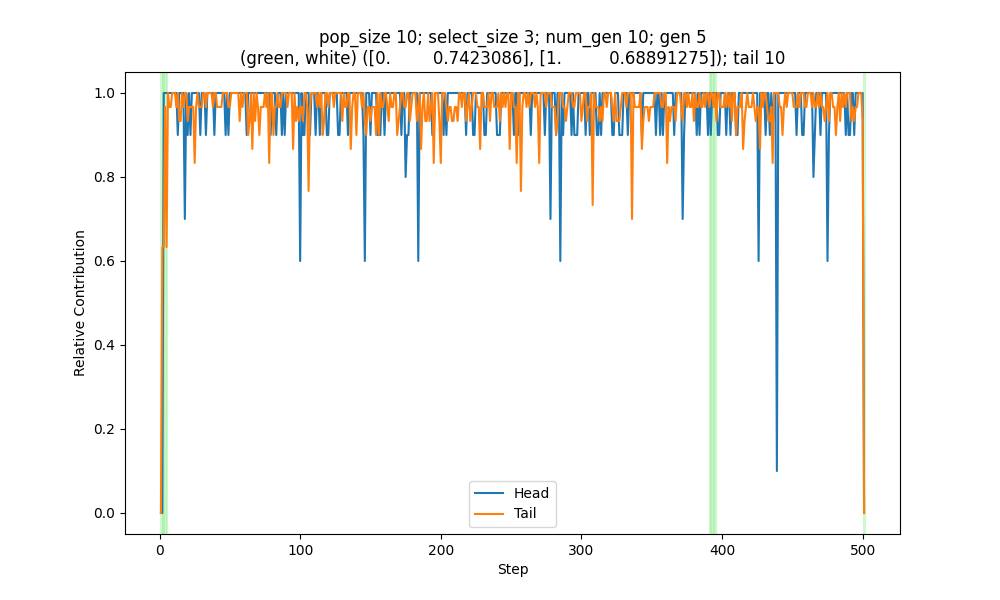 pop_size 10; select_size 3; num_gen 10; gen 5
(green, white) ([0. 0.7423086], [1. 0.68891275]); tail 10
Relative Contribution
1.0
0.8
0.6
0.4
0.2
0.0
Head
Tail
0 100 200 300 400 500
Step